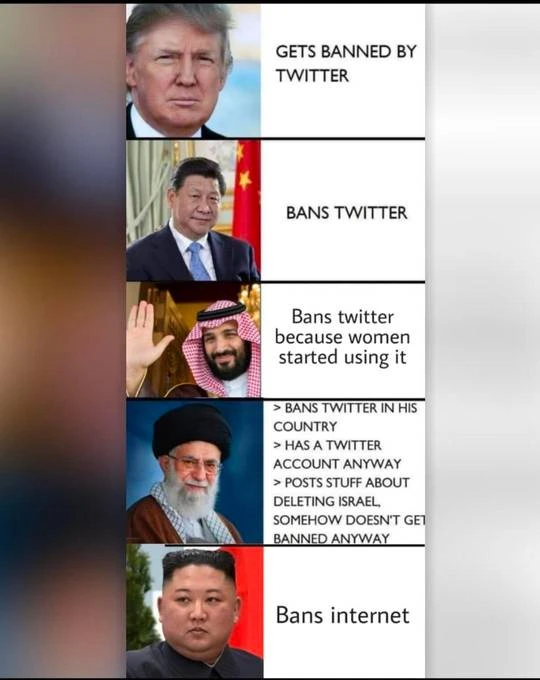 GETS BANNED BY
TWITTER
BANS TWITTER
Bans twitter
because women
started using it
> BANS TWITTER IN HIS
COUNTRY
> HAS A TWITTER
ACCOUNT ANYWAY
> POSTS STUFF ABOUT
DELETING ISRAEL,
SOMEHOW DOESN'T GET
BANNED ANYWAY
Bans internet